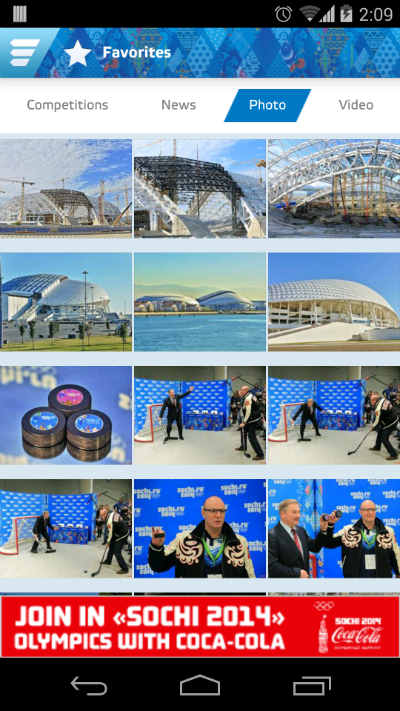 2:09
Favorites
Competitions
News
Photo
Video
sochi.ru
2014
sochi.ru
2014
JOIN IN «SOCHI 2014»
OLYMPICS WITH COCA-COLA
SOCHI 2014
Coca-Cola